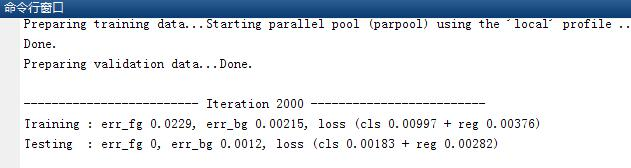 命令行窗口
Preparing training data...Starting parallel pool (parpool) using the 'local' profile ..
Done.
Preparing validation data...Done.
------------------------- Iteration 2000 -------------------------
Training : err_fg 0.0229, err_bg 0.00215, loss (cls 0.00997 + reg 0.00376)
Testing  : err_fg 0, err_bg 0.0012, loss (cls 0.00183 + reg 0.00282)